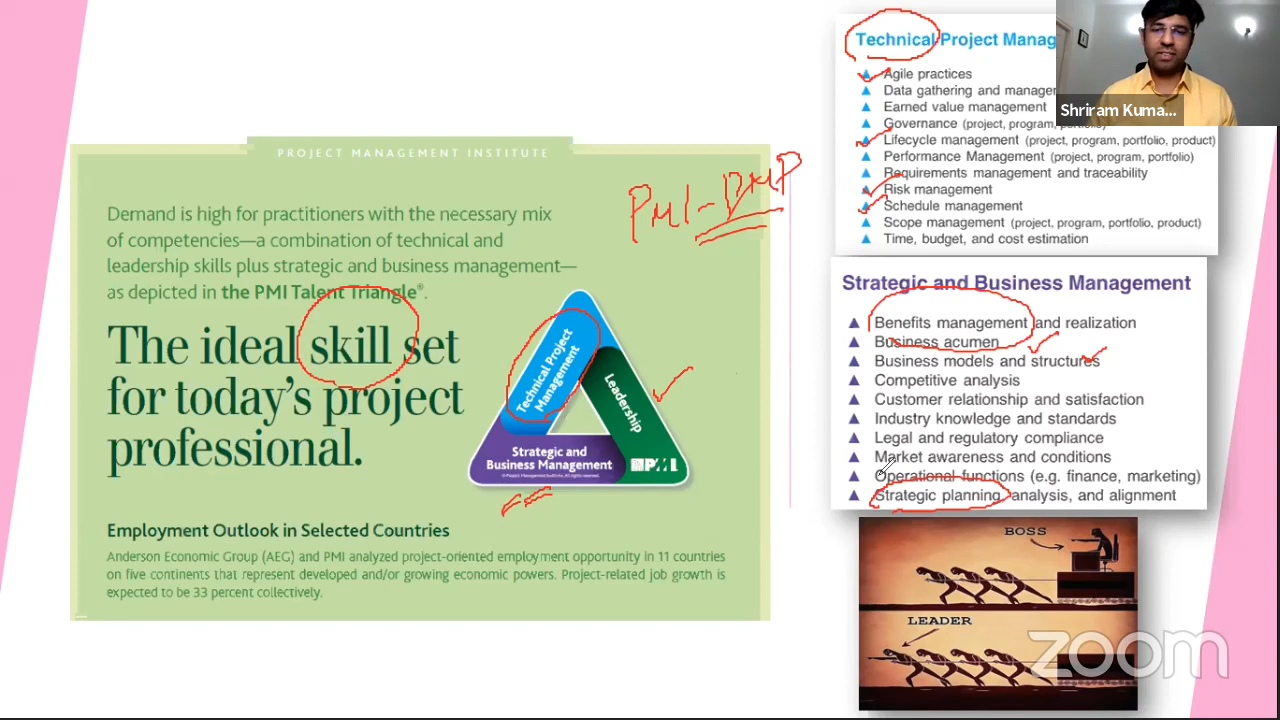 PROJECT MANAGEMENT INSTITUTE
Demand is high for practitioners with the necessary mix
of competencies—a combination of technical and
leadership skills plus strategic and business management—
as depicted in the PMI Talent Triangle®.
The ideal skill set
for today's project
professional.
Technical Project
Management
Leadership
Strategic and
Business Management
PMI
PMI-PMP
Employment Outlook in Selected Countries
Anderson Economic Group (AEG) and PMI analyzed project-oriented employment opportunity in 11 countries
on five continents that represent developed and/or growing economic powers. Project-related job growth is
expected to be 33 percent collectively.
Technical Project Manag
Agile practices
Data gathering and manage
Earned value management
Governance (project, program, portfolio)
Lifecycle management (project, program, portfolio, product)
Performance Management (project, program, portfolio)
Requirements management and traceability
Risk management
Schedule management
Scope management (project, program, portfolio, product)
Time, budget, and cost estimation
Shriram Kuma...
Strategic and Business Management
Benefits management and realization
Business acumen
Business models and structures
Competitive analysis
Customer relationship and satisfaction
Industry knowledge and standards
Legal and regulatory compliance
Market awareness and conditions
Operational functions (e.g. finance, marketing)
Strategic planning, analysis, and alignment
BOSS
LEADER
zoom